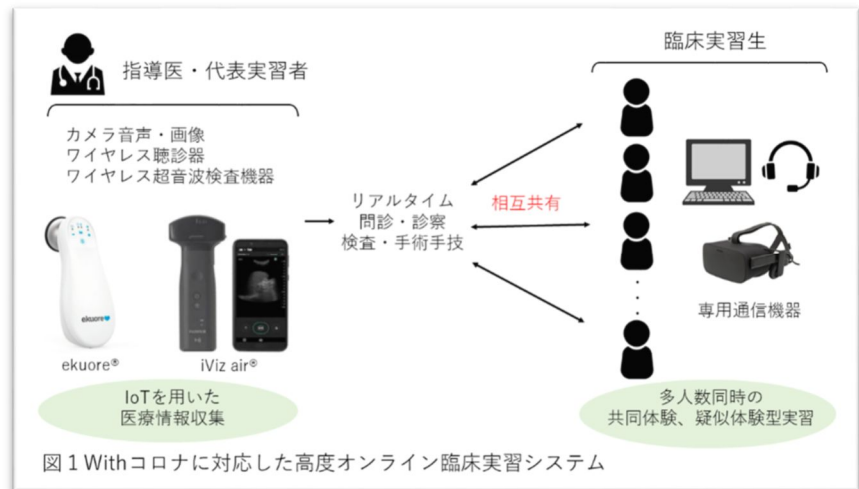 指導医・代表実習者
カメラ音声・画像
ワイヤレス聴診器
ワイヤレス超音波検査機器
ekuore
ekuore®
iViz air®
IoTを用いた
医療情報収集
リアルタイム
問診・診察
検査・手術手技
相互共有
臨床実習生
専用通信機器
多人数同時の
共同体験、疑似体験型実習
図1 Withコロナに対応した高度オンライン臨床実習システム